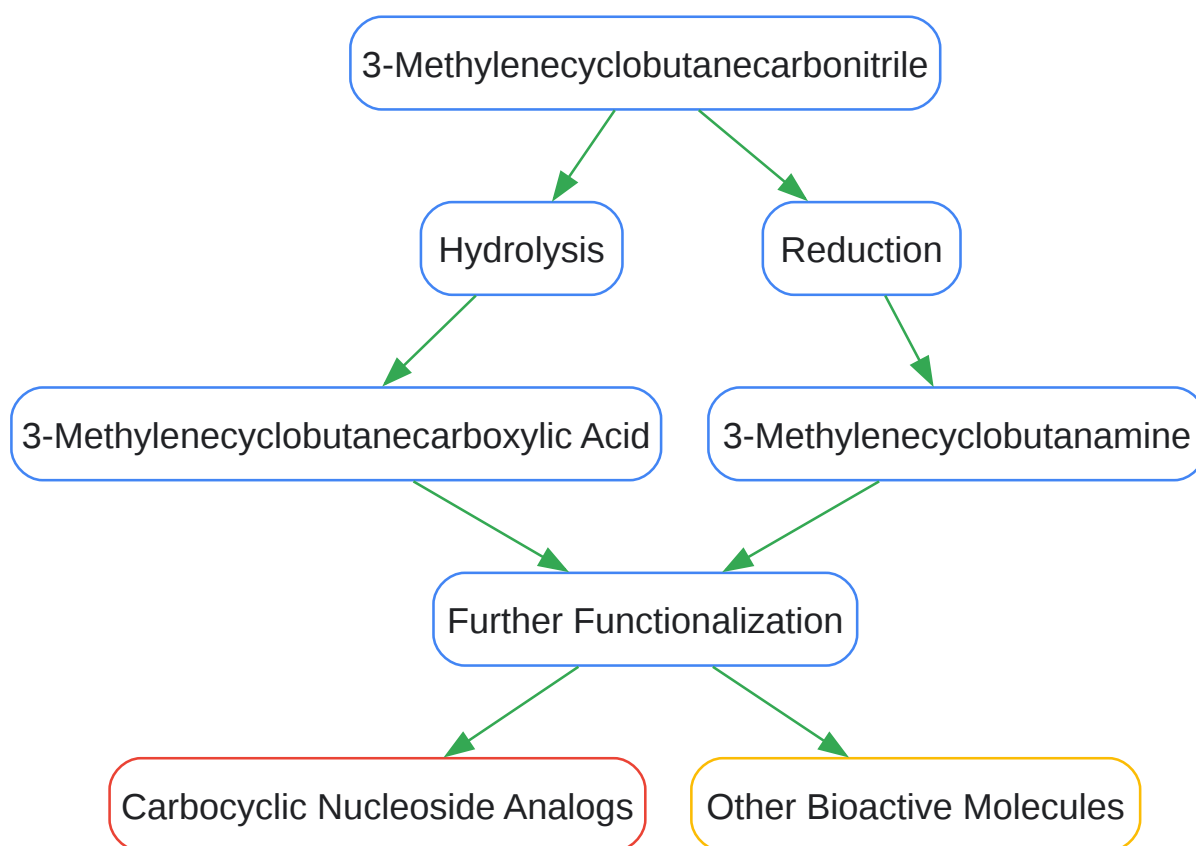 3-Methylenecyclobutanecarbonitrile
Hydrolysis
Reduction
3-Methylenecyclobutanecarboxylic Acid
3-Methylenecyclobutanamine
Further Functionalization
Carbocyclic Nucleoside Analogs
Other Bioactive Molecules